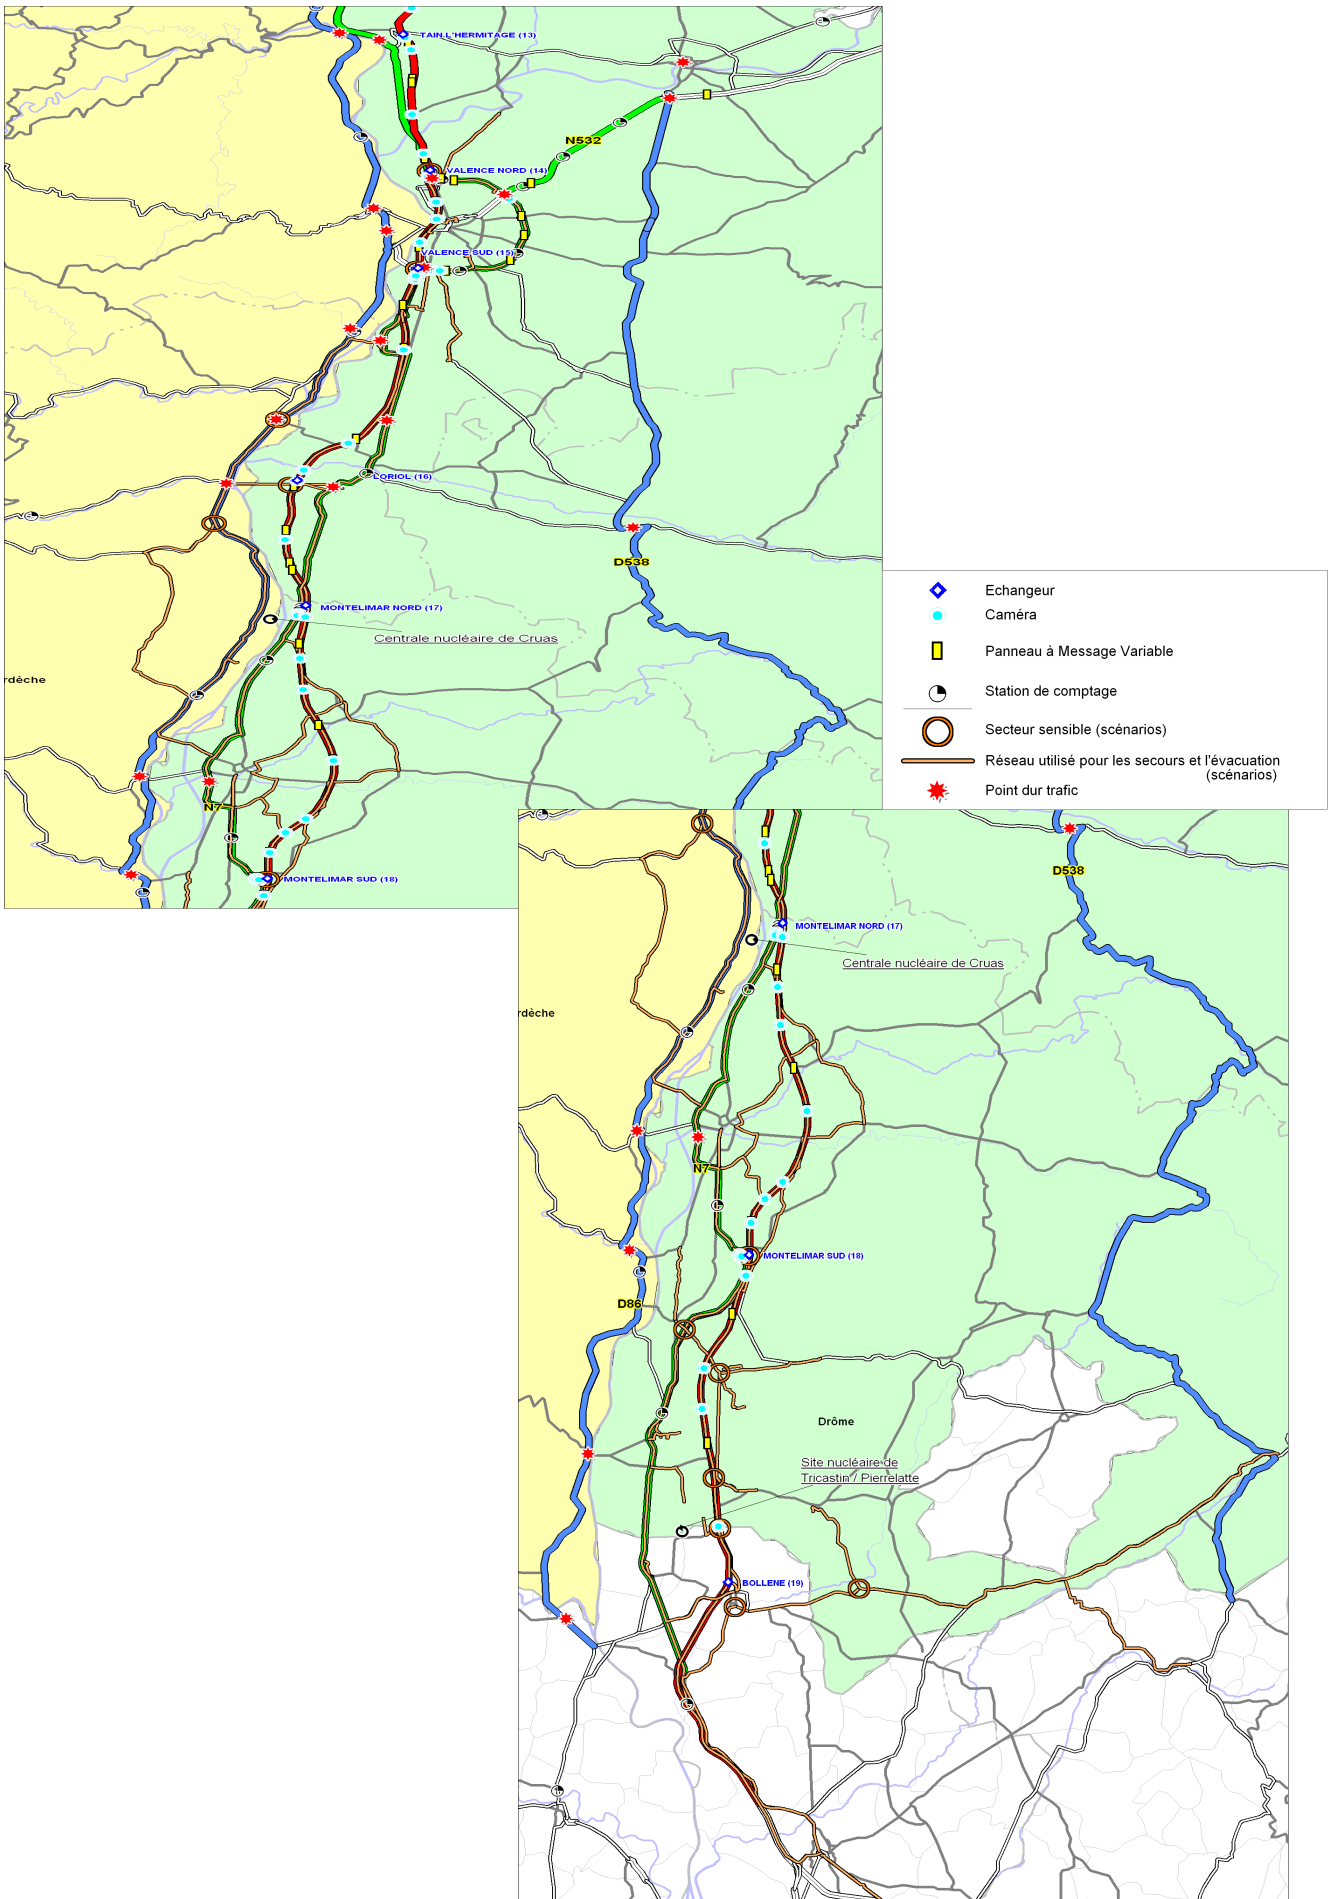 TAIN L'HERMITAGE (13)
N532
VALENCE NORD (14)
VALENCE SUD (15)
LORIOL (16)
D538
MONTELIMAR NORD (17)
Centrale nucléaire de Cruas
rdèche
N7
MONTELIMAR SUD (18)
Echangeur
Caméra
Panneau à Message Variable
Station de comptage
Secteur sensible (scénarios)
Réseau utilisé pour les secours et l'évacuation
(scénarios)
Point dur trafic
D538
MONTELIMAR NORD (17)
Centrale nucléaire de Cruas
rdèche
N7
MONTELIMAR SUD (18)
D86
Drôme
Site nucléaire de
Tricastin / Pierrelatte
BOLLENE (19)